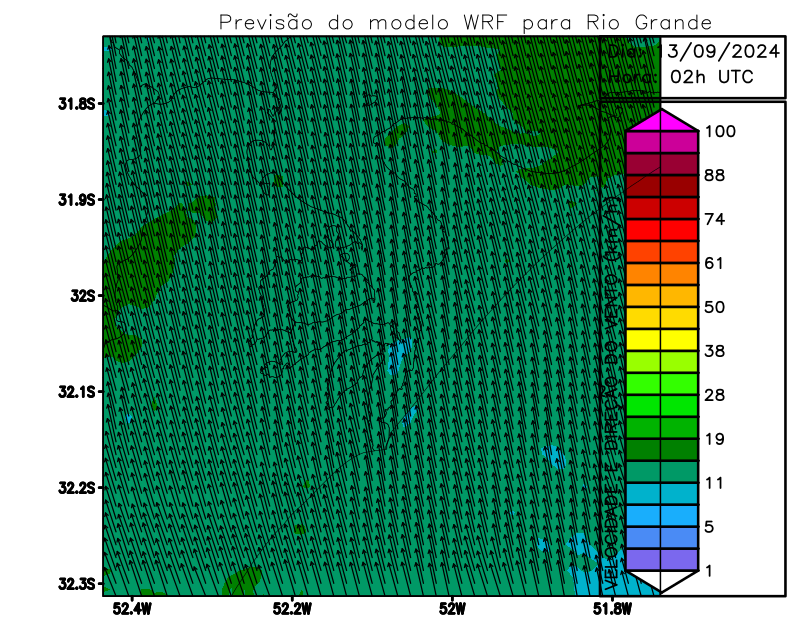 Previsão do modelo WRF para Rio Grande
Dia: 13/09/2024
Hora: 02h UTC
31.8S
31.9S
32S
32.1S
32.2S
32.3S
52.4W
52.2W
52W
51.8W
VELOCIDADE E DIREÇÃO DO VENTO (km/h)
100
88
74
61
50
38
28
19
11
5
1